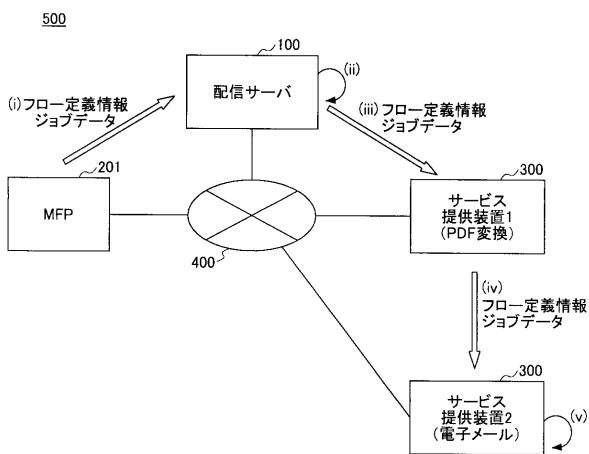 500
100
配信サーバ
(ii)
(i)フロー定義情報
ジョブデータ
(iii)フロー定義情報
ジョブデータ
201
MFP
400
300
サービス
提供装置1
(PDF変換)
(iv)
フロー定義情報
ジョブデータ
300
サービス
提供装置2
(電子メール)
(v)